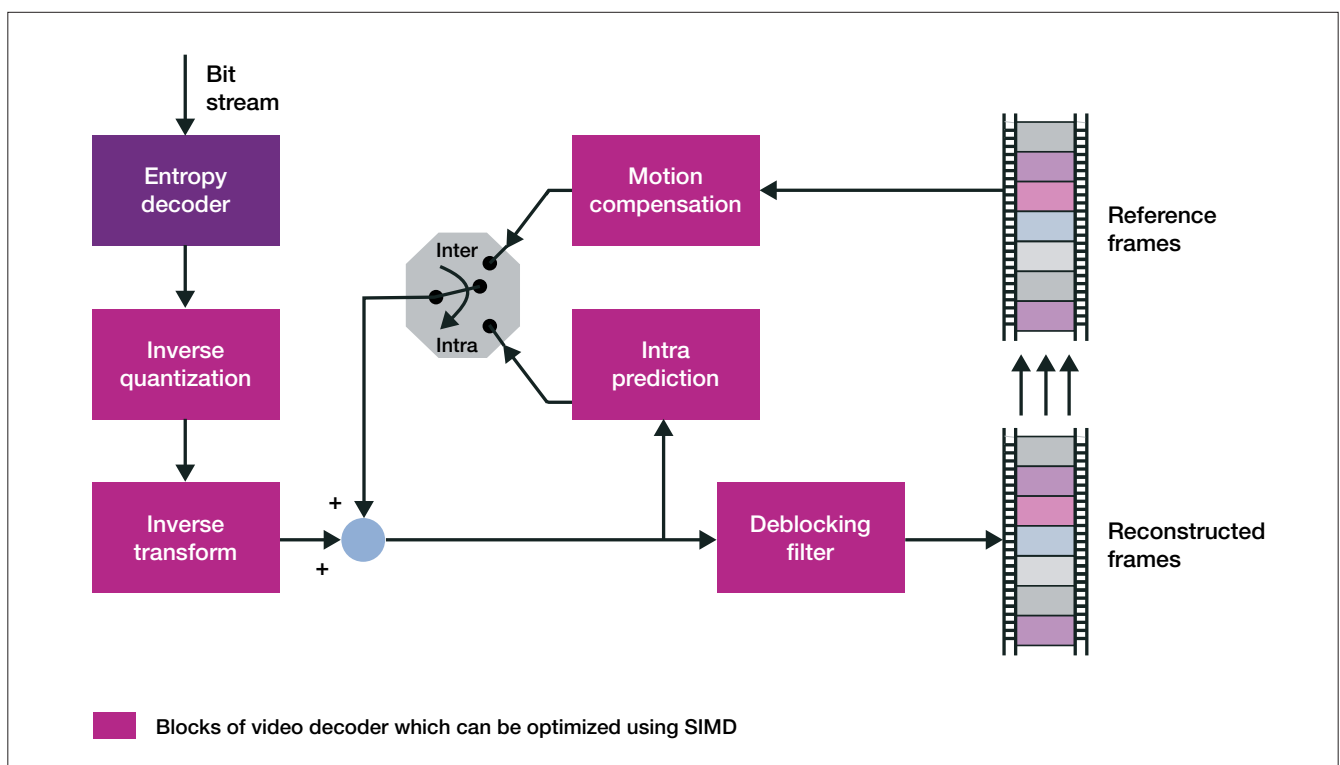 Bit
stream
Entropy
decoder
Inverse
quantization
Inverse
transform
+
+
Inter
Intra
Motion
compensation
Intra
prediction
Deblocking
filter
Reference
frames
Reconstructed
frames
Blocks of video decoder which can be optimized using SIMD